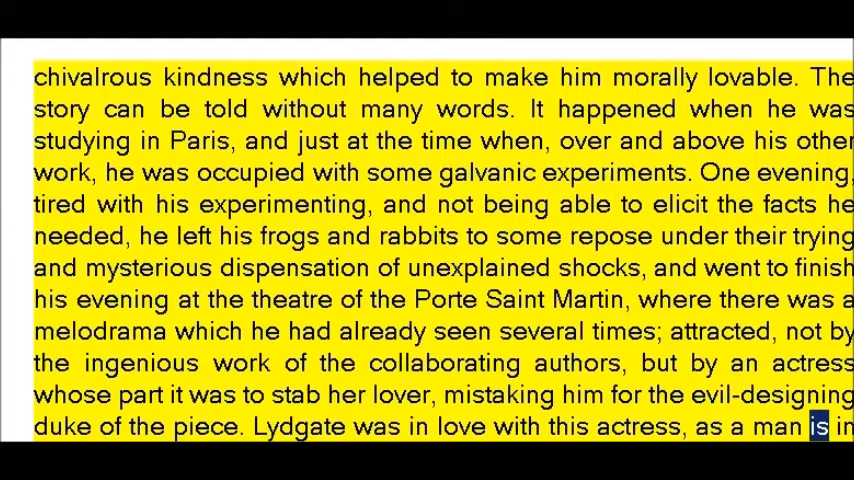 chivalrous kindness which helped to make him morally lovable. The
story can be told without many words. It happened when he was
studying in Paris, and just at the time when, over and above his other
work, he was occupied with some galvanic experiments. One evening,
tired with his experimenting, and not being able to elicit the facts he
needed, he left his frogs and rabbits to some repose under their trying
and mysterious dispensation of unexplained shocks, and went to finish
his evening at the theatre of the Porte Saint Martin, where there was a
melodrama which he had already seen several times; attracted, not by
the ingenious work of the collaborating authors, but by an actress
whose part it was to stab her lover, mistaking him for the evil-designing
duke of the piece. Lydgate was in love with this actress, as a man is in